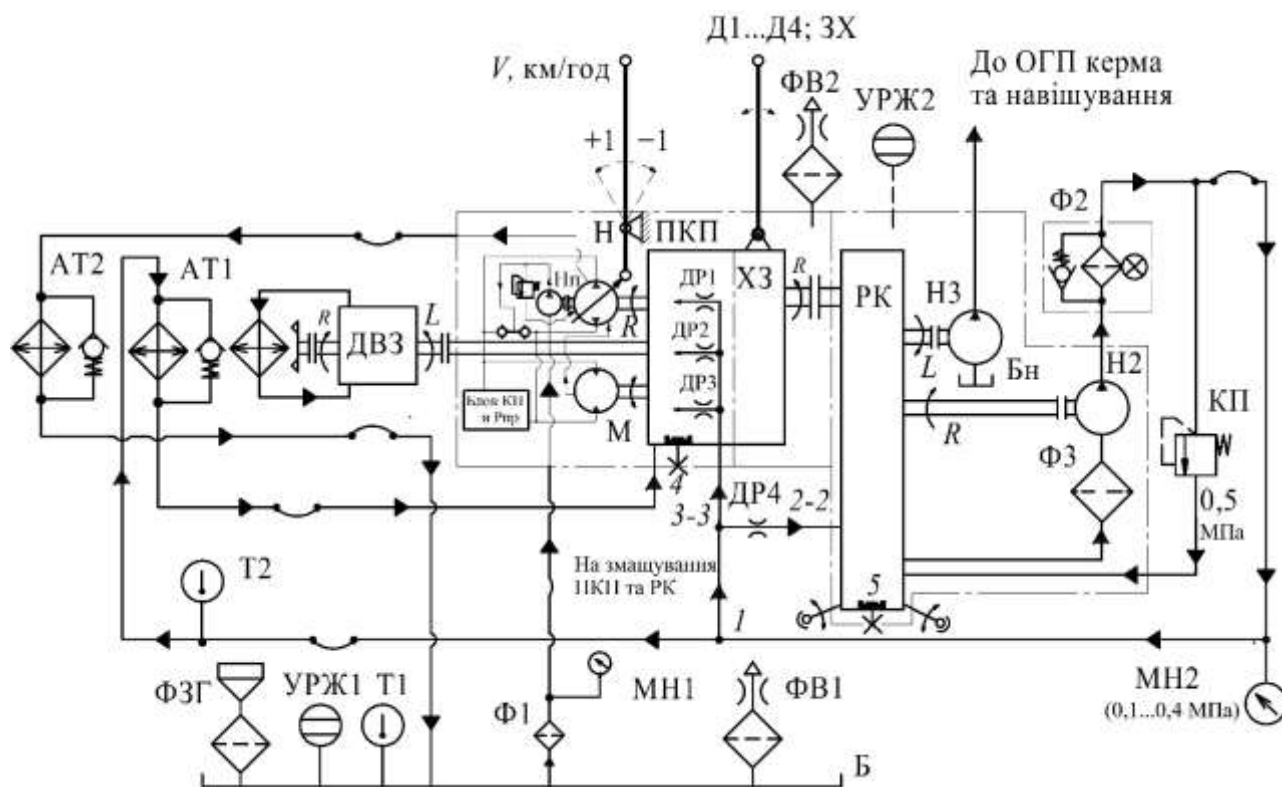 Д1...Д4; ЗХ
V, км/год
ФВ2
УРЖ2
До ОГП керма
та навішування
+1
−1
Ф2
Н
ПКП
АТ2
АТ1
Нп
ДР1
ХЗ
R
РК
Н3
R
L
ДВЗ
R
ДР2
L
Бн
Н2
ДР3
Блок КП
и Рпр
М
R
КП
Ф3
4
ДР4
2-2
3-3
0,5
МПа
Т2
На змащування
ПКП та РК
5
1
ФЗГ
УРЖ1
Т1
МН1
ФВ1
МН2
(0,1...0,4 МПа)
Ф1
Б